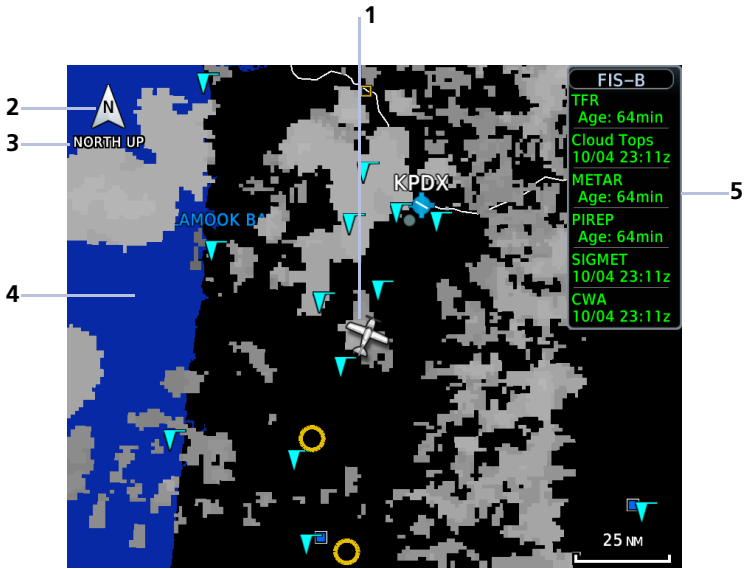 1
2
N
3
NORTH UP
KPDX
4
5
FIS-B
TFR
Age: 64min
Cloud Tops
10/04 23:11z
METAR
Age: 64min
PIREP
Age: 64min
SIGMET
10/04 23:11z
CWA
10/04 23:11z
LAMOOK BA
25 NM